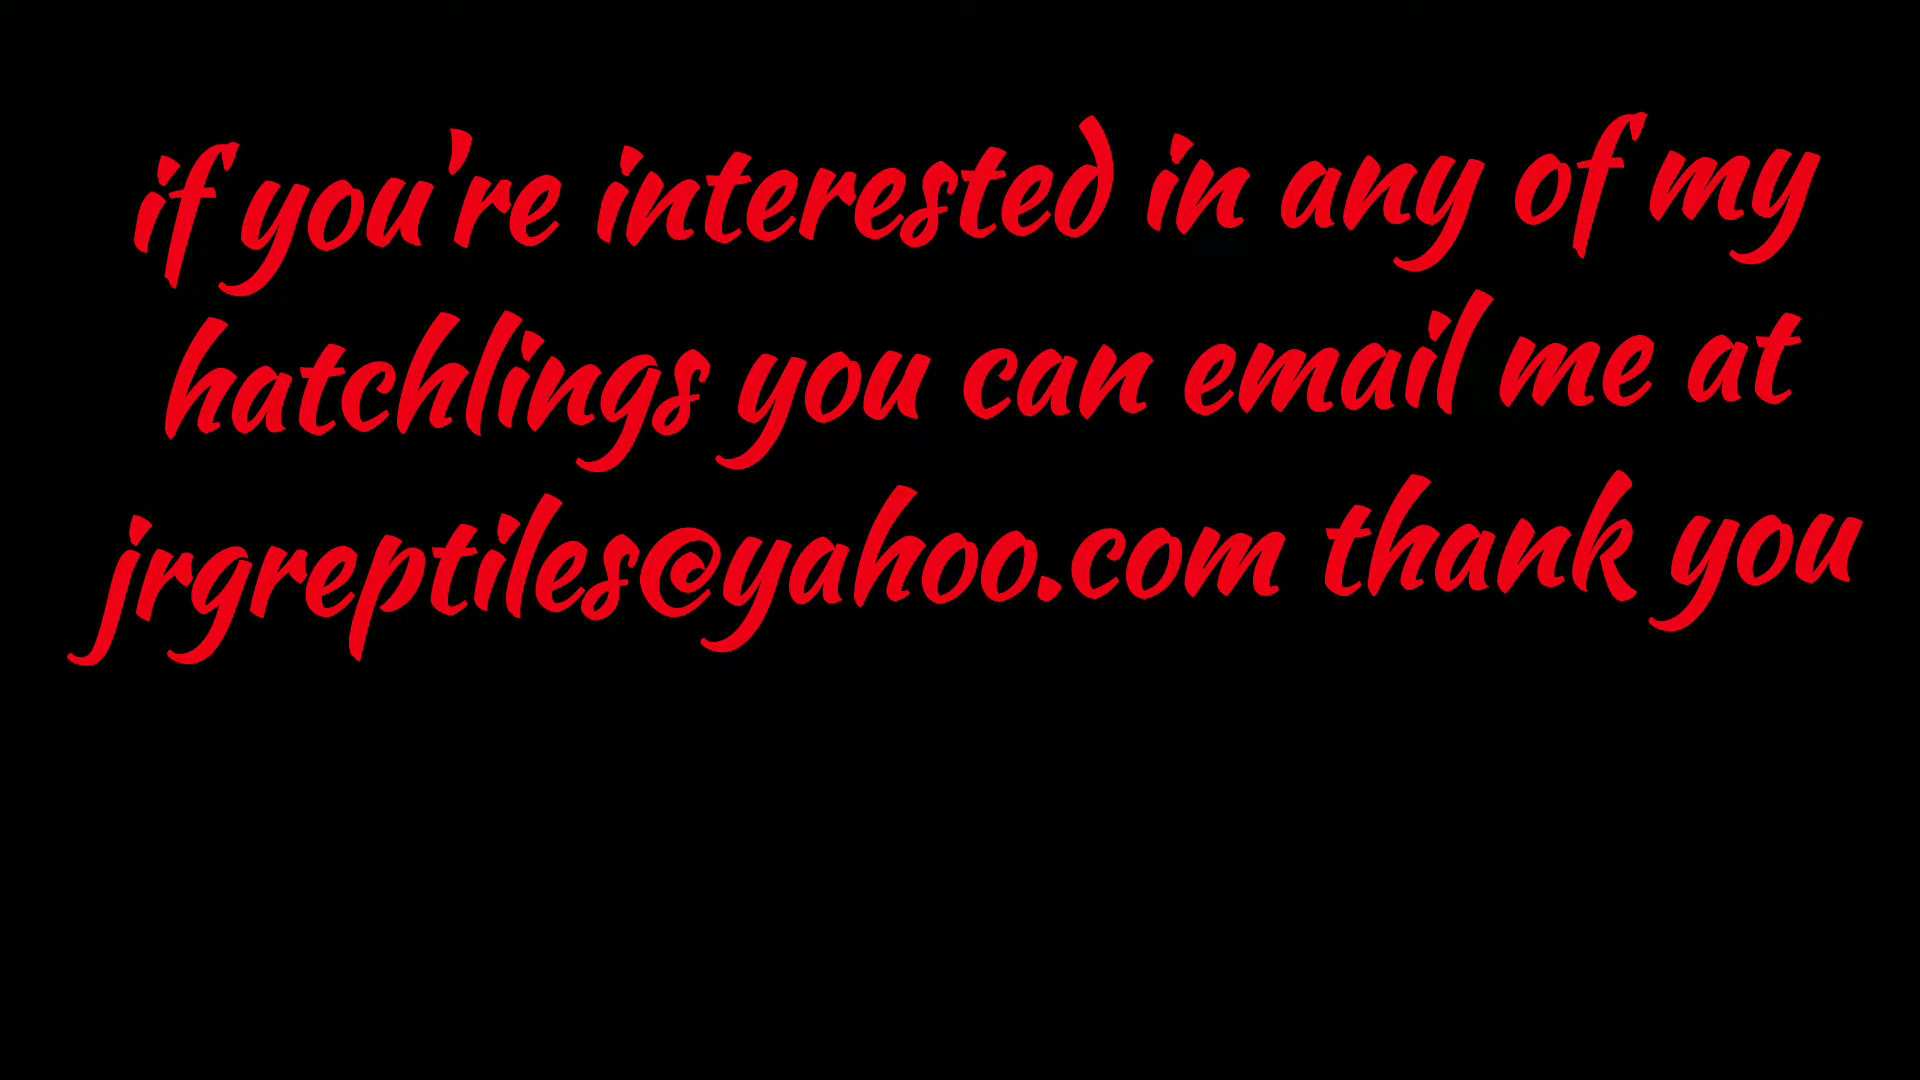 if you're interested in any of my
hatchlings you can email me at
jrgreptiles@yahoo.com thank you